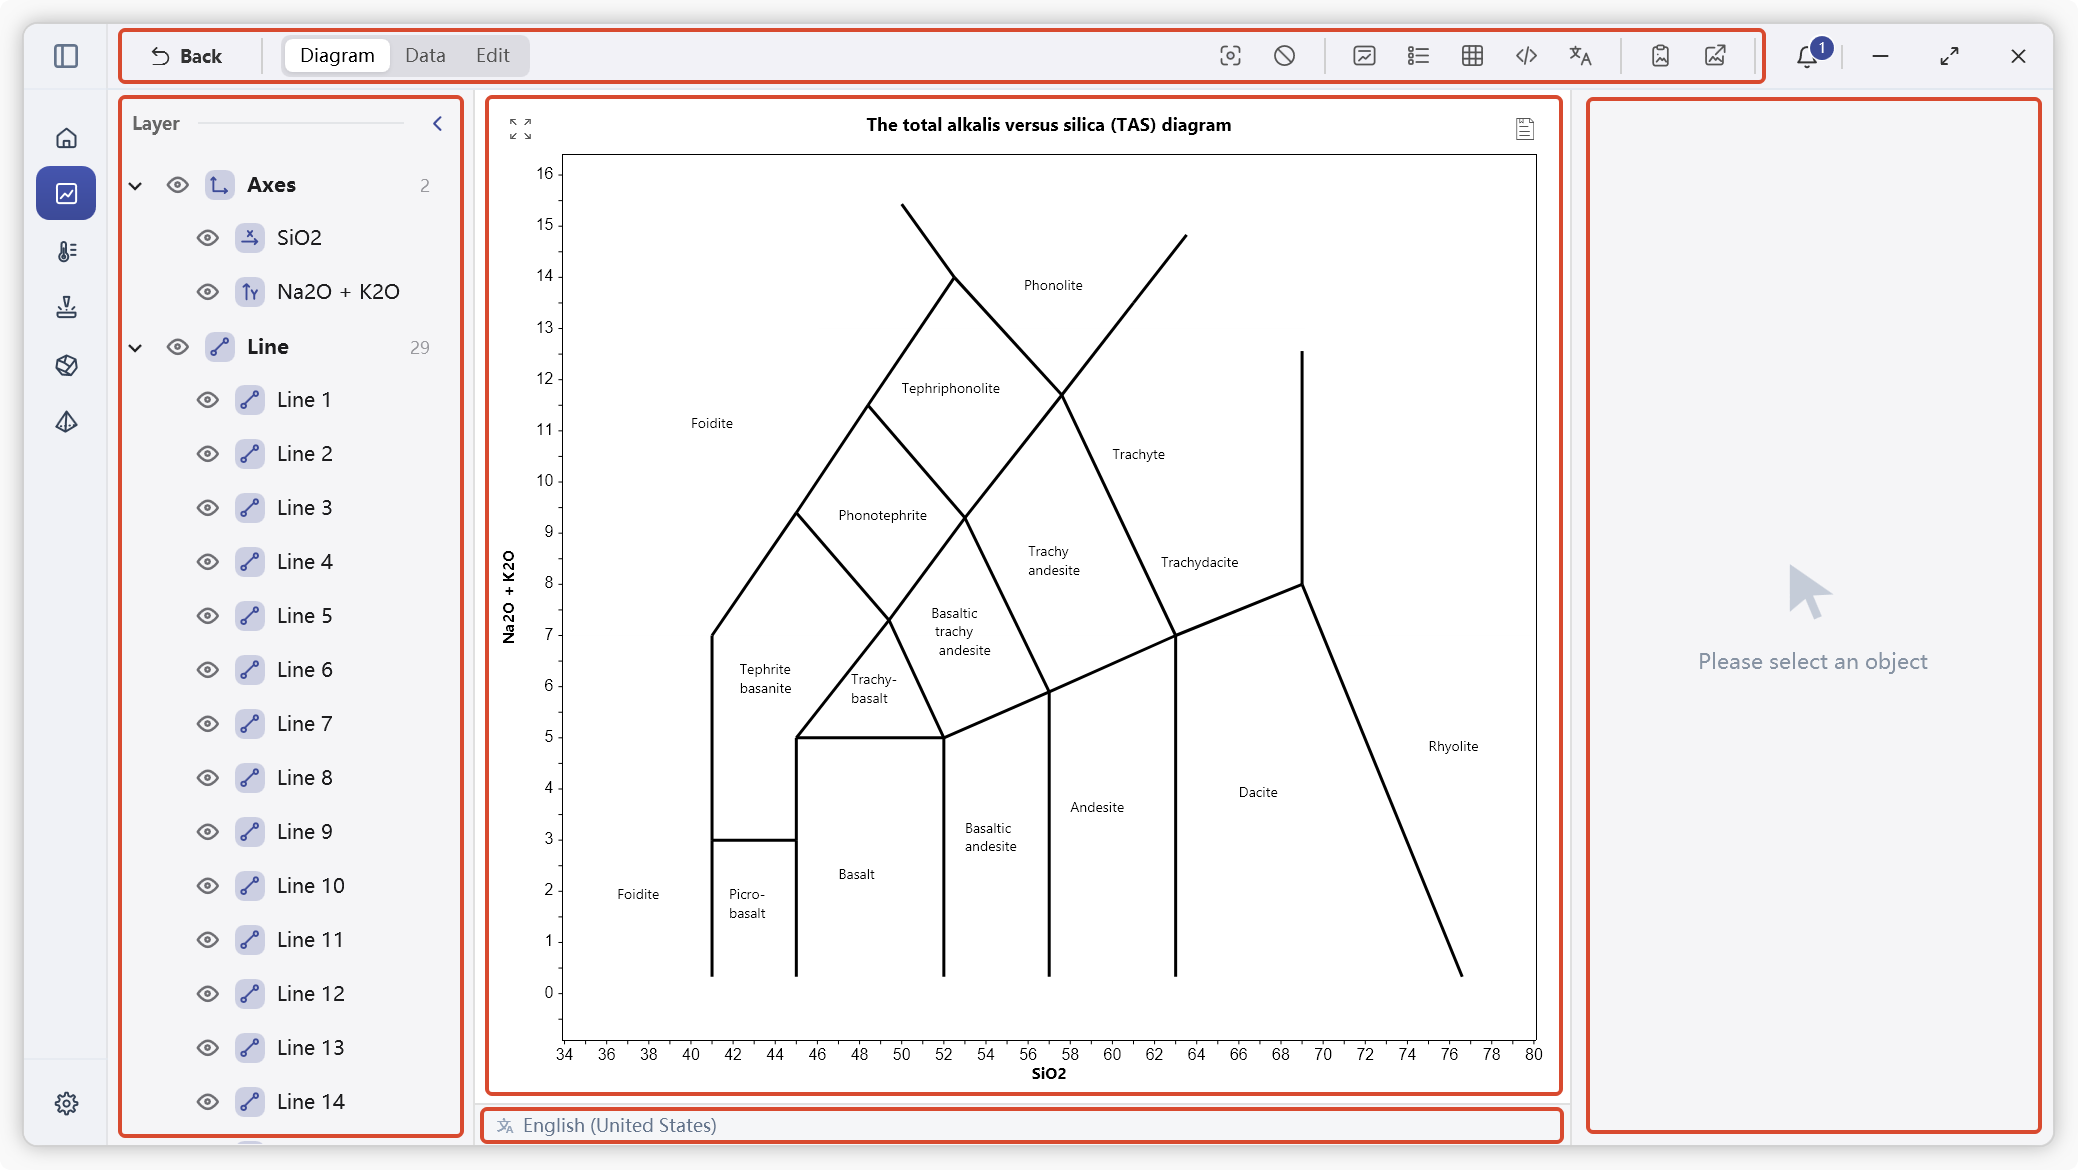 Back
Diagram
Data
Edit
1
Layer
Axes
2
SiO2
Na2O + K2O
Line
29
Line 1
Line 2
Line 3
Line 4
Line 5
Line 6
Line 7
Line 8
Line 9
Line 10
Line 11
Line 12
Line 13
Line 14
The total alkalis versus silica (TAS) diagram
16
15
14
13
12
11
10
9
8
7
6
5
4
3
2
1
0
Na2O + K2O
Phonolite
Tephriphonolite
Foidite
Trachyte
Phonotephrite
Trachy
andesite
Trachydacite
Basaltic
trachy
andesite
Tephrite
basanite
Trachy-
basalt
Rhyolite
Dacite
Andesite
Basaltic
andesite
Basalt
Foidite
Picro-
basalt
34 36 38 40 42 44 46 48 50 52 54 56 58 60 62 64 66 68 70 72 74 76 78 80
SiO2
English (United States)
Please select an object